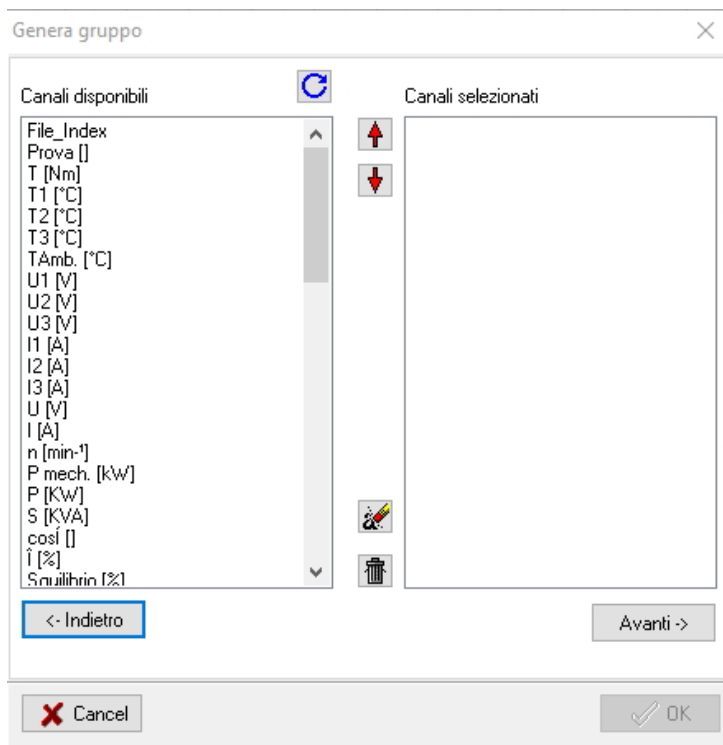 Genera gruppo
Canali disponibili
Canali selezionati
File_Index
Prova []
T [Nm]
T1 [°C]
T2 [°C]
T3 [°C]
TAmb. [°C]
U1 [V]
U2 [V]
U3 [V]
I1 [A]
I2 [A]
I3 [A]
U [V]
I [A]
n [min-¹]
P mech. [kW]
P [KW]
S [KVA]
cosÍ []
Î [%]
Squilibrio [%]
<- Indietro
Avanti ->
Cancel
OK